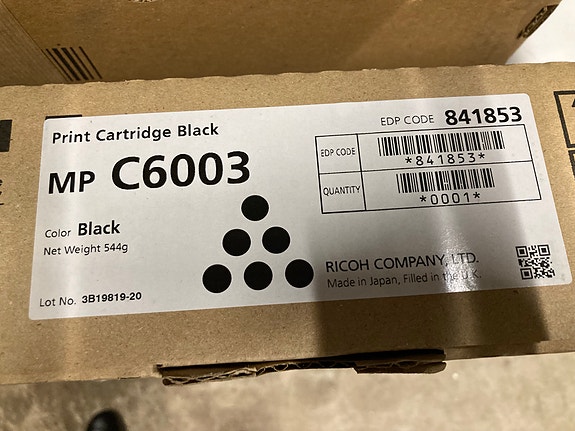 Print Cartridge Black
EDP CODE 841853
MP C6003
EDP CODE
*841853*
QUANTITY
*0001*
Color Black
Net Weight 544g
RICOH COMPANY, LTD.
Made in Japan, Filled in the U.K.
Lot No. 3B19819-20